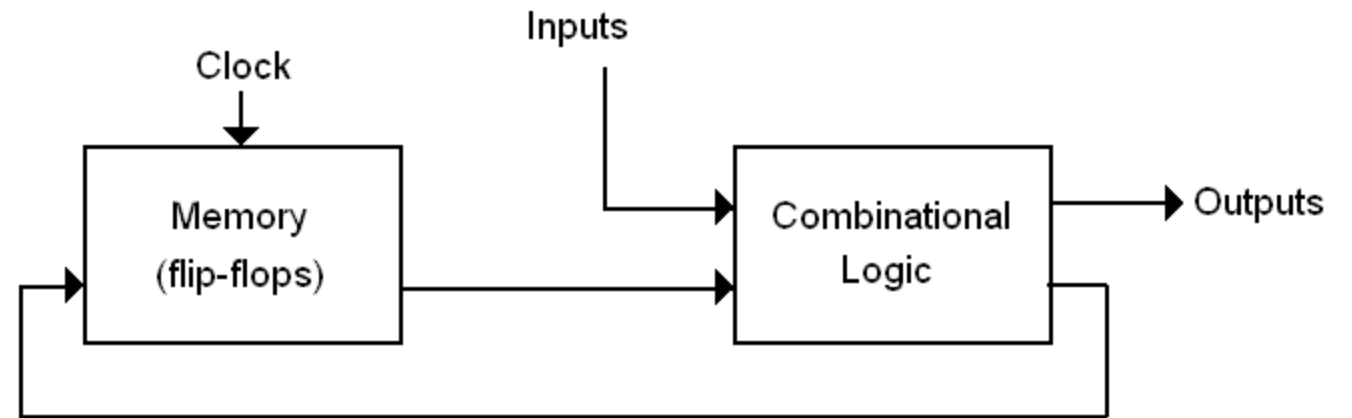 Inputs
Clock
Memory
(flip-flops)
Combinational
Logic
Outputs